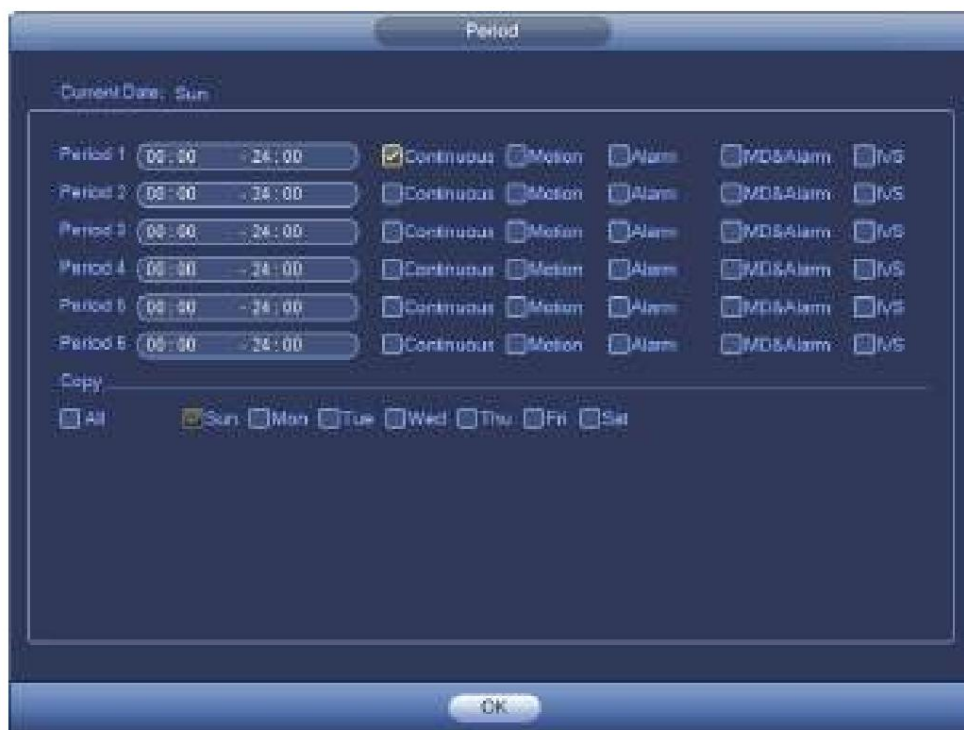 Period
Current Date: Sun
Period 1 00:00 - 24:00 Continuous Motion Alarm MD&Alarm IVS
Period 2 00:00 - 24:00 Continuous Motion Alarm MD&Alarm IVS
Period 3 00:00 - 24:00 Continuous Motion Alarm MD&Alarm IVS
Period 4 00:00 - 24:00 Continuous Motion Alarm MD&Alarm IVS
Period 5 00:00 - 24:00 Continuous Motion Alarm MD&Alarm IVS
Period 6 00:00 - 24:00 Continuous Motion Alarm MD&Alarm IVS
Copy
All Sun Mon Tue Wed Thu Fri Sat
OK